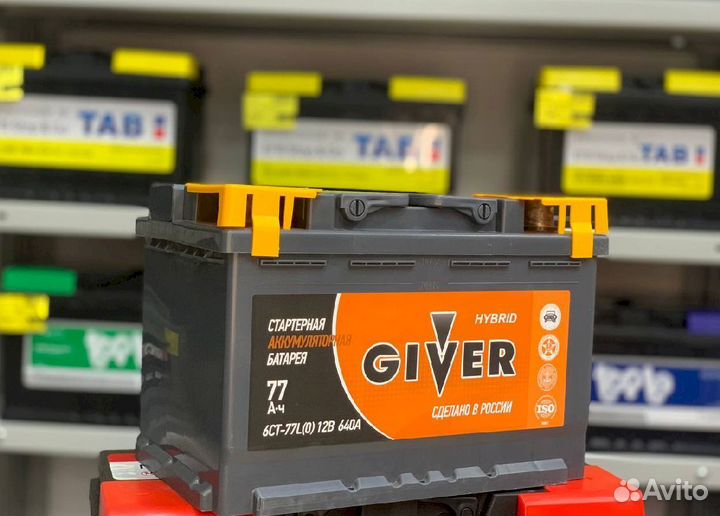 TAB
TAB
TAB
HYBRID
СТАРТЕРНАЯ
АККУМУЛЯТОРНАЯ
БАТАРЕЯ
GIVER
77
А·Ч
СДЕЛАНО В РОССИИ
6СТ-77L(0) 12В 640А
ISO
Avito